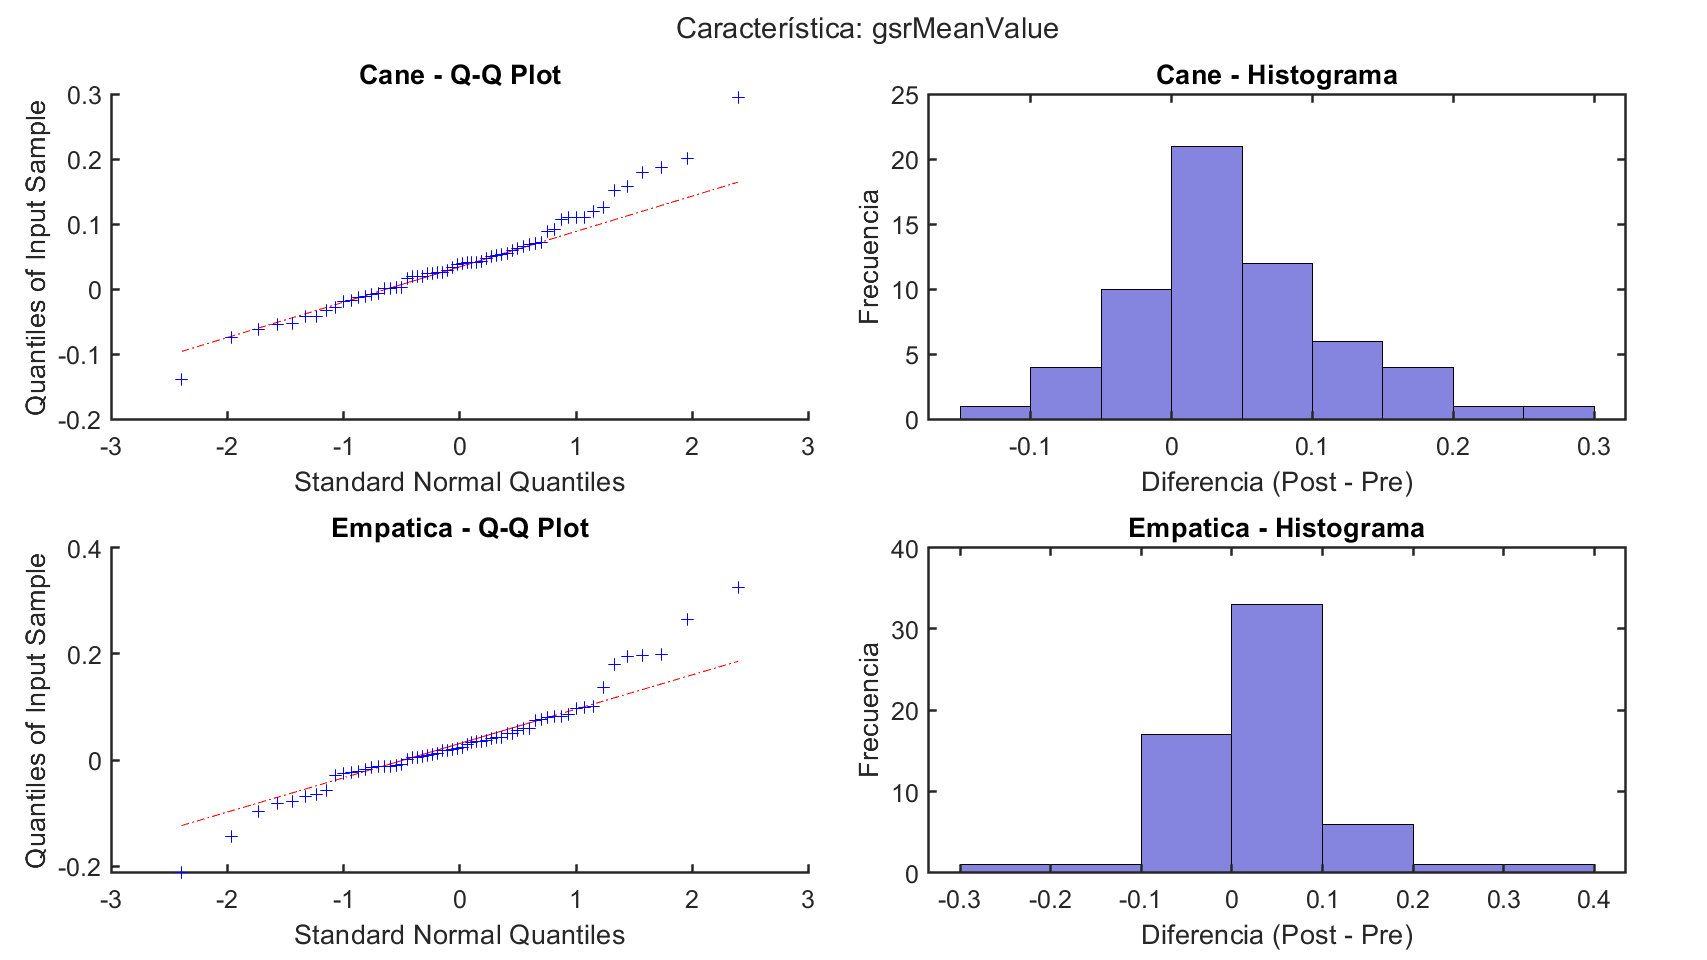 Característica: gsrMeanValue
Cane - Q-Q Plot
Quantiles of Input Sample
0.3
0.2
0.1
0
-0.1
-0.2
-3 -2 -1 0 1 2 3
Standard Normal Quantiles
Cane - Histograma
Frecuencia
25
20
15
10
5
0
-0.1 0 0.1 0.2 0.3
Diferencia (Post - Pre)
Empatica - Q-Q Plot
Quantiles of Input Sample
0.4
0.2
0
-0.2
-3 -2 -1 0 1 2 3
Standard Normal Quantiles
Empatica - Histograma
Frecuencia
40
30
20
10
0
-0.3 -0.2 -0.1 0 0.1 0.2 0.3 0.4
Diferencia (Post - Pre)